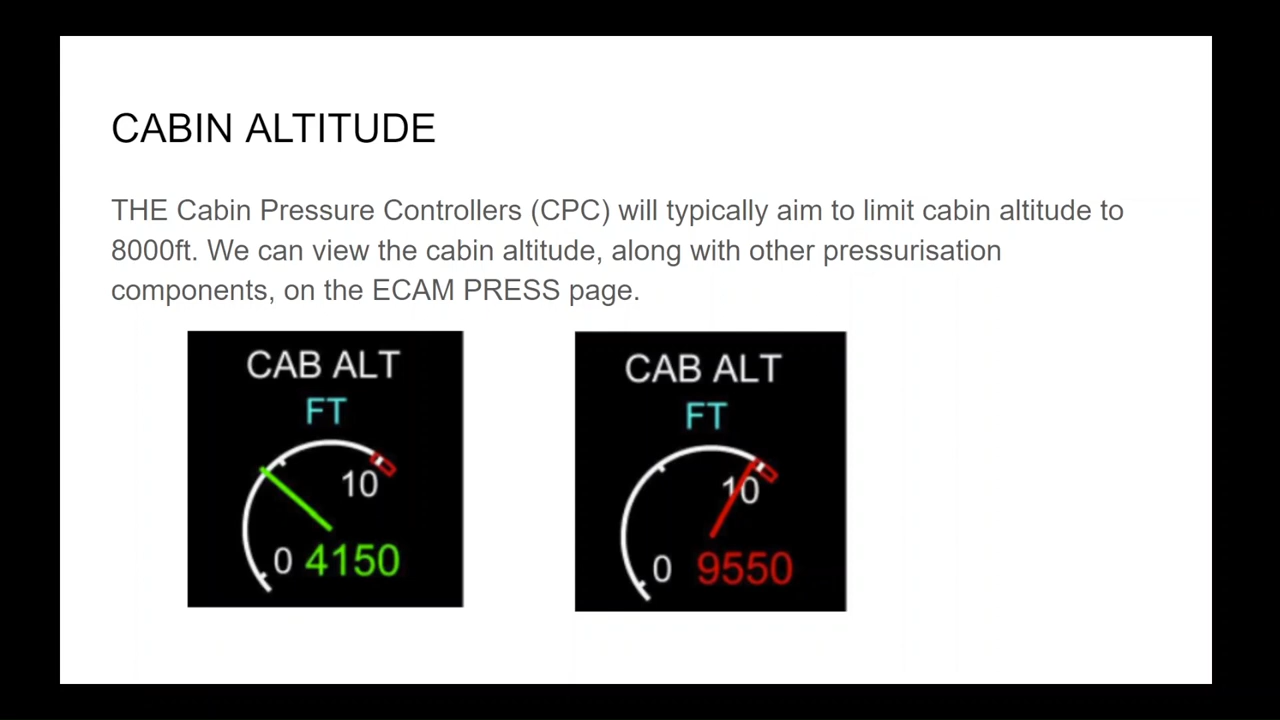 CABIN ALTITUDE
THE Cabin Pressure Controllers (CPC) will typically aim to limit cabin altitude to
8000ft. We can view the cabin altitude, along with other pressurisation
components, on the ECAM PRESS page.
CAB ALT
FT
10
0 4150
CAB ALT
FT
10
0 9550